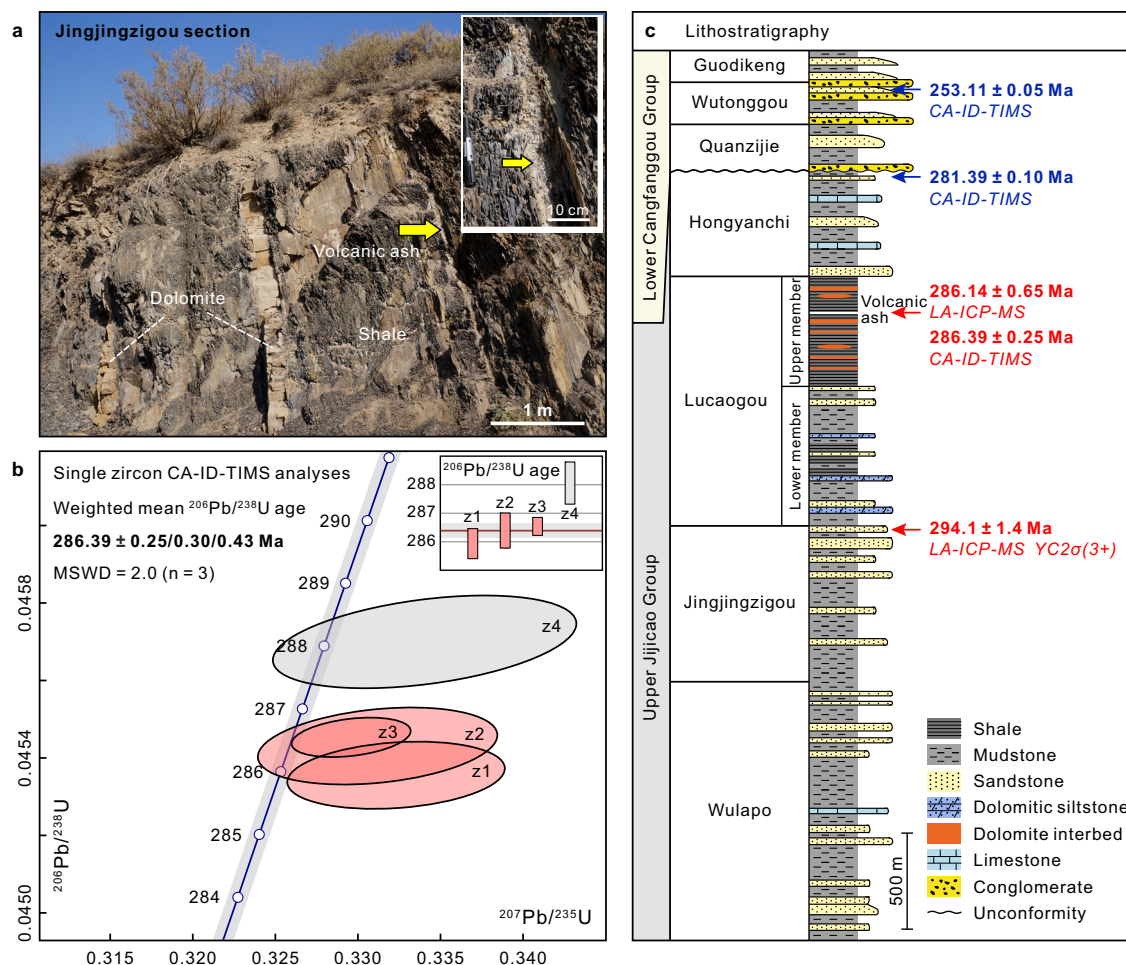 a
Jingjingzigou section
10 cm
Volcanic ash
Dolomite
Shale
1 m
b
Single zircon CA-ID-TIMS analyses
Weighted mean ²⁰⁶Pb/²³⁸U age
286.39 ± 0.25/0.30/0.43 Ma
MSWD = 2.0 (n = 3)
²⁰⁶Pb/²³⁸U age
288
287
286
z1
z2
z3
z4
290
289
288
287
286
285
284
z4
z3
z2
z1
0.0458
0.0454
0.0450
²⁰⁶Pb/²³⁸U
²⁰⁷Pb/²³⁵U
0.315
0.320
0.325
0.330
0.335
0.340
c
Lithostratigraphy
Lower Cangfanggou Group
Upper Jijicao Group
Guodikeng
Wutonggou
Quanzijie
Hongyanchi
Lucaogou
Upper member
Lower member
Jingjingzigou
Wulapo
253.11 ± 0.05 Ma
CA-ID-TIMS
281.39 ± 0.10 Ma
CA-ID-TIMS
Volcanic
ash
286.14 ± 0.65 Ma
LA-ICP-MS
286.39 ± 0.25 Ma
CA-ID-TIMS
294.1 ± 1.4 Ma
LA-ICP-MS YC2σ(3+)
Shale
Mudstone
Sandstone
Dolomitic siltstone
Dolomite interbed
Limestone
Conglomerate
Unconformity
500 m